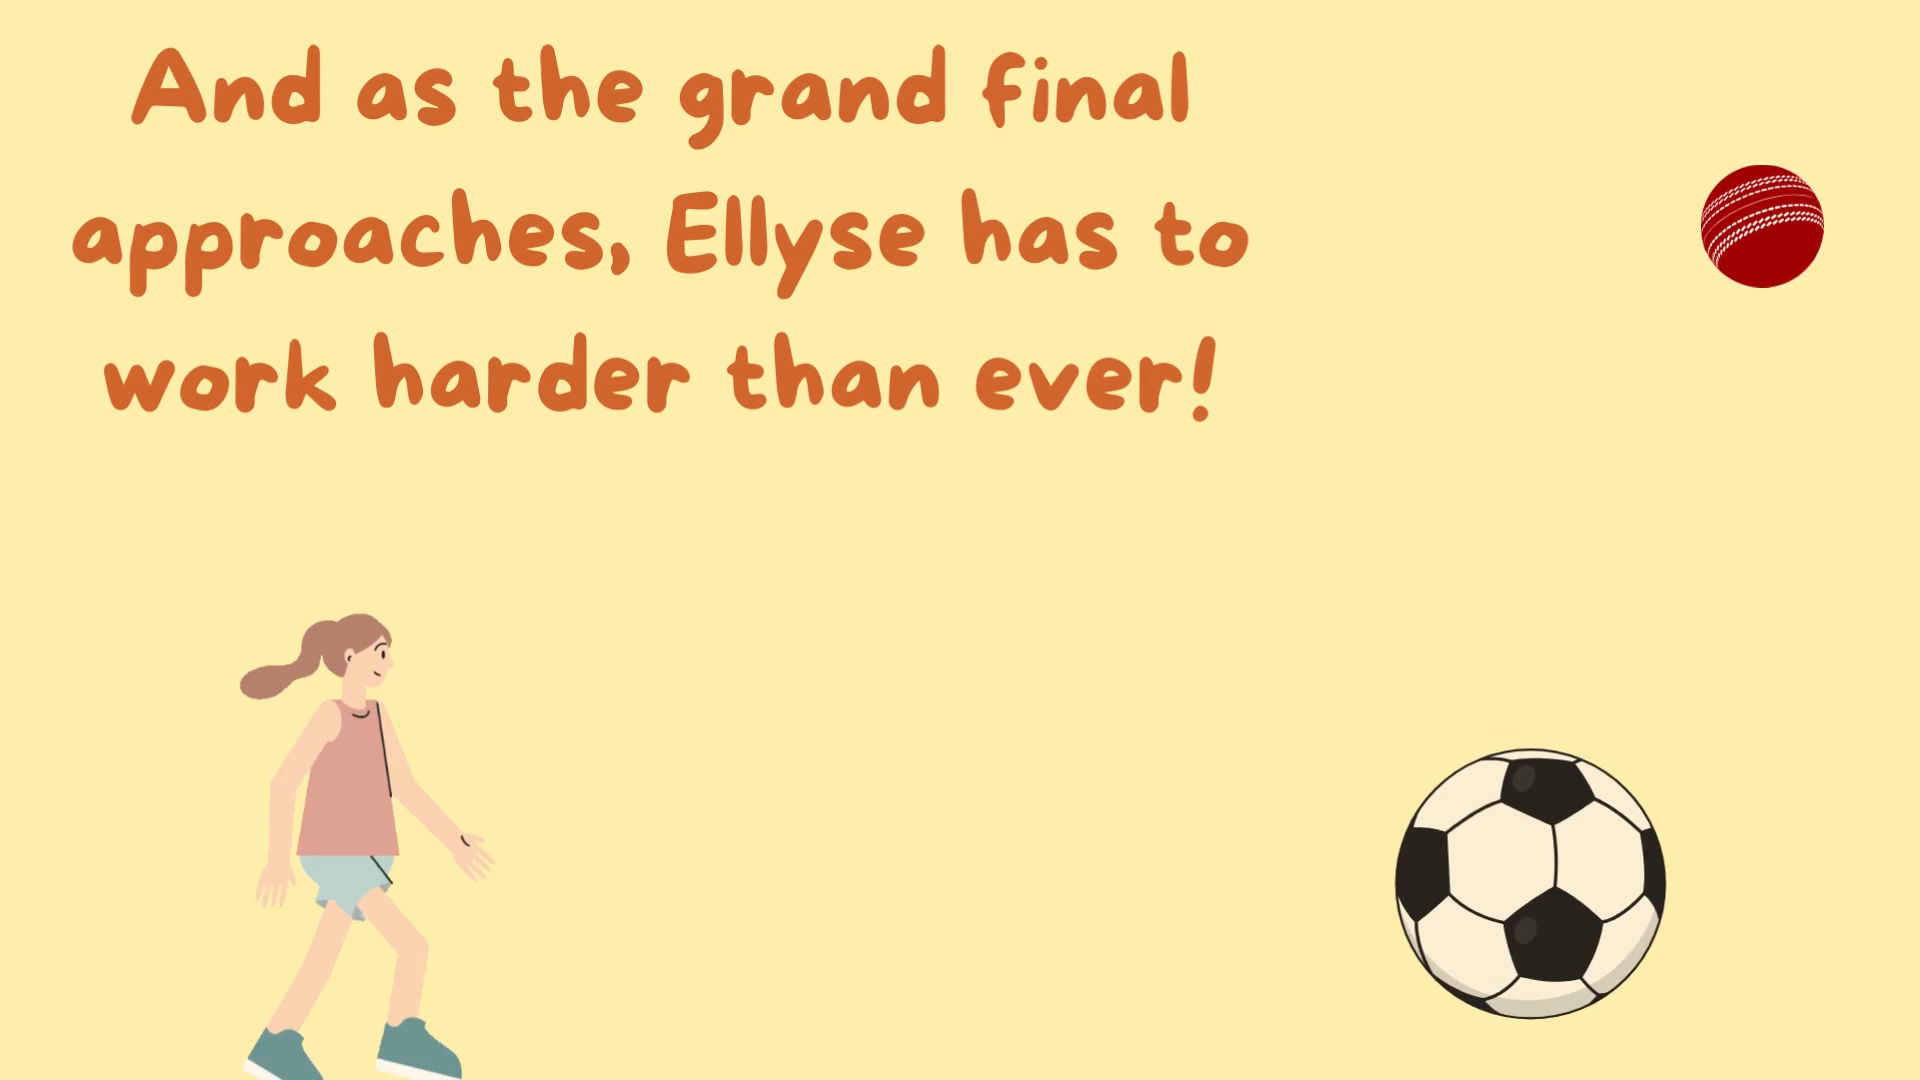 And as the grand final
approaches, Ellyse has to
work harder than ever!